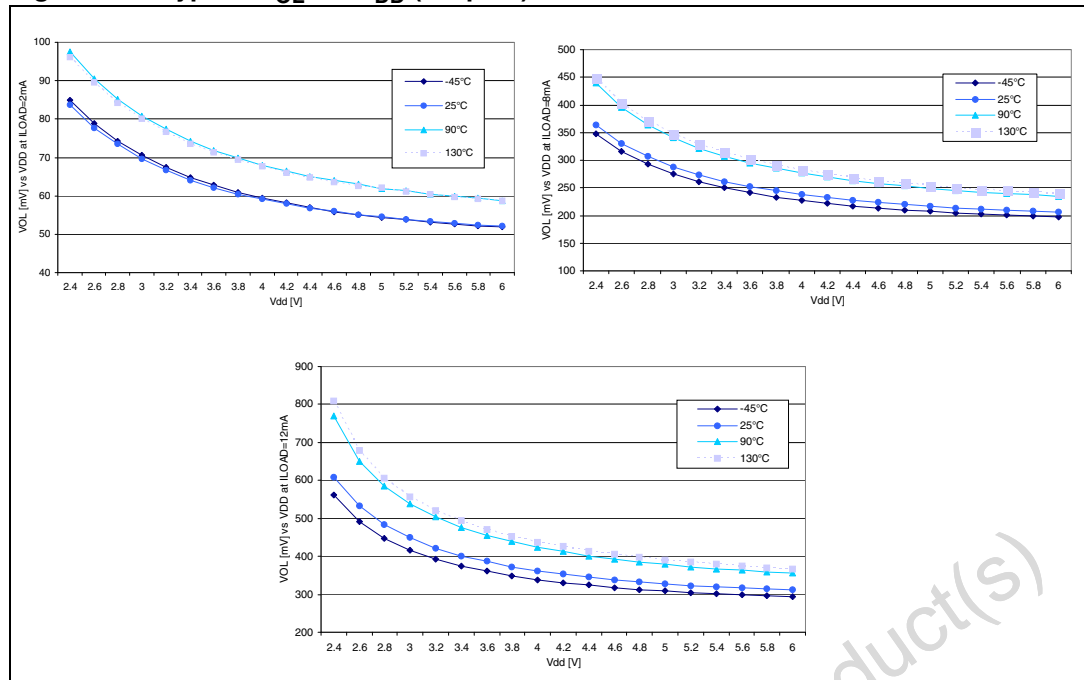 100
90
80
70
60
50
40
VOL [mV] vs VDD at ILOAD=2mA
-45°C
25°C
90°C
130°C
2.4 2.6 2.8 3 3.2 3.4 3.6 3.8 4 4.2 4.4 4.6 4.8 5 5.2 5.4 5.6 5.8 6
Vdd [V]
500
450
400
350
300
250
200
150
100
VOL [mV] vs VDD at ILOAD=8mA
-45°C
25°C
90°C
130°C
2.4 2.6 2.8 3 3.2 3.4 3.6 3.8 4 4.2 4.4 4.6 4.8 5 5.2 5.4 5.6 5.8 6
Vdd [V]
900
800
700
600
500
400
300
200
VOL [mV] vs VDD at ILOAD=12mA
-45°C
25°C
90°C
130°C
2.4 2.6 2.8 3 3.2 3.4 3.6 3.8 4 4.2 4.4 4.6 4.8 5 5.2 5.4 5.6 5.8 6
Vdd [V]
duct(s)